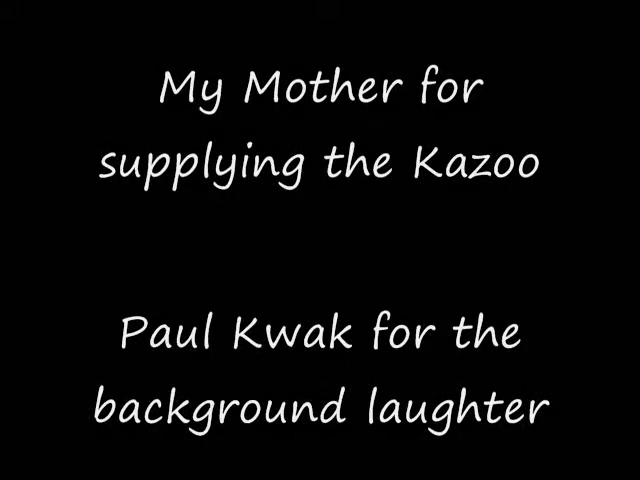 My Mother for
supplying the Kazoo
Paul Kwak for the
background laughter